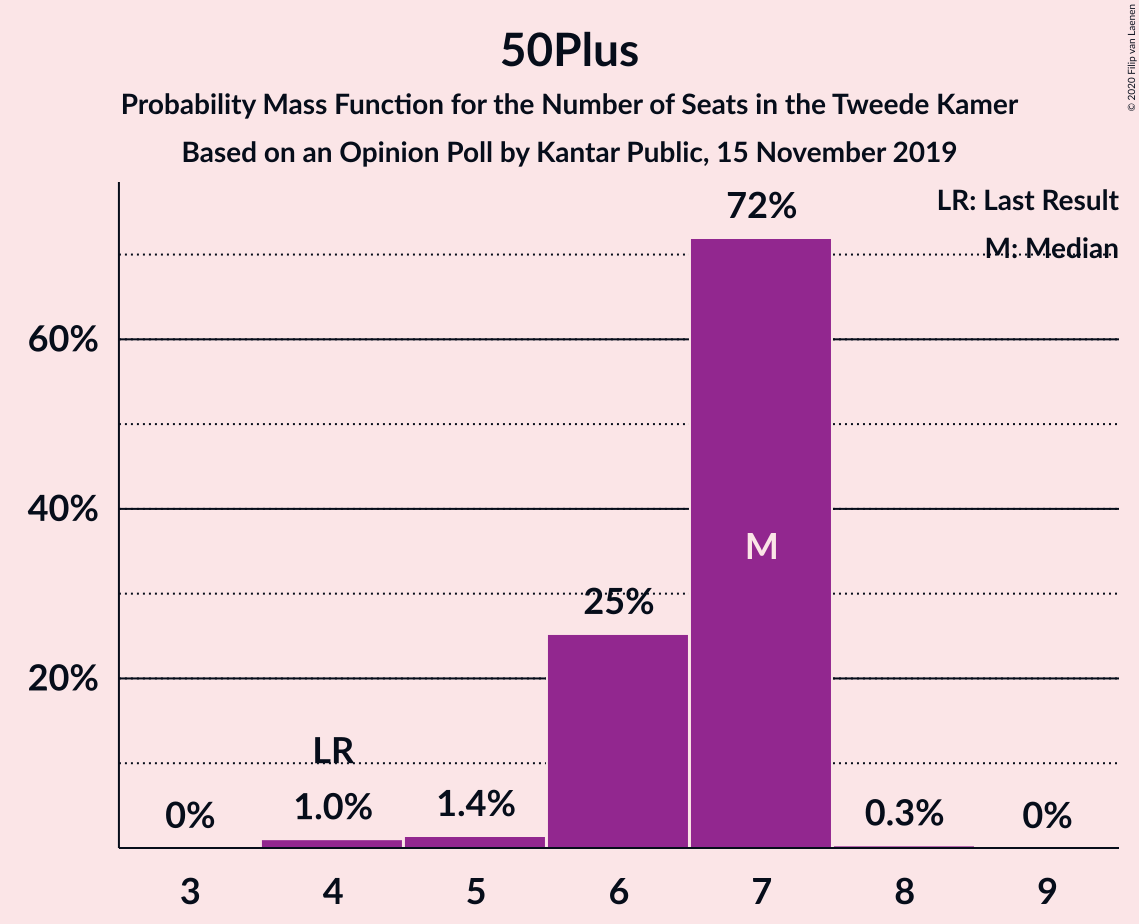 50Plus
Probability Mass Function for the Number of Seats in the Tweede Kamer
Based on an Opinion Poll by Kantar Public, 15 November 2019
© 2020 Filip van Laenen
LR: Last Result
M: Median
72%
60%
40%
M
25%
20%
LR
0%
1.0%
1.4%
0.3%
0%
3 4 5 6 7 8 9